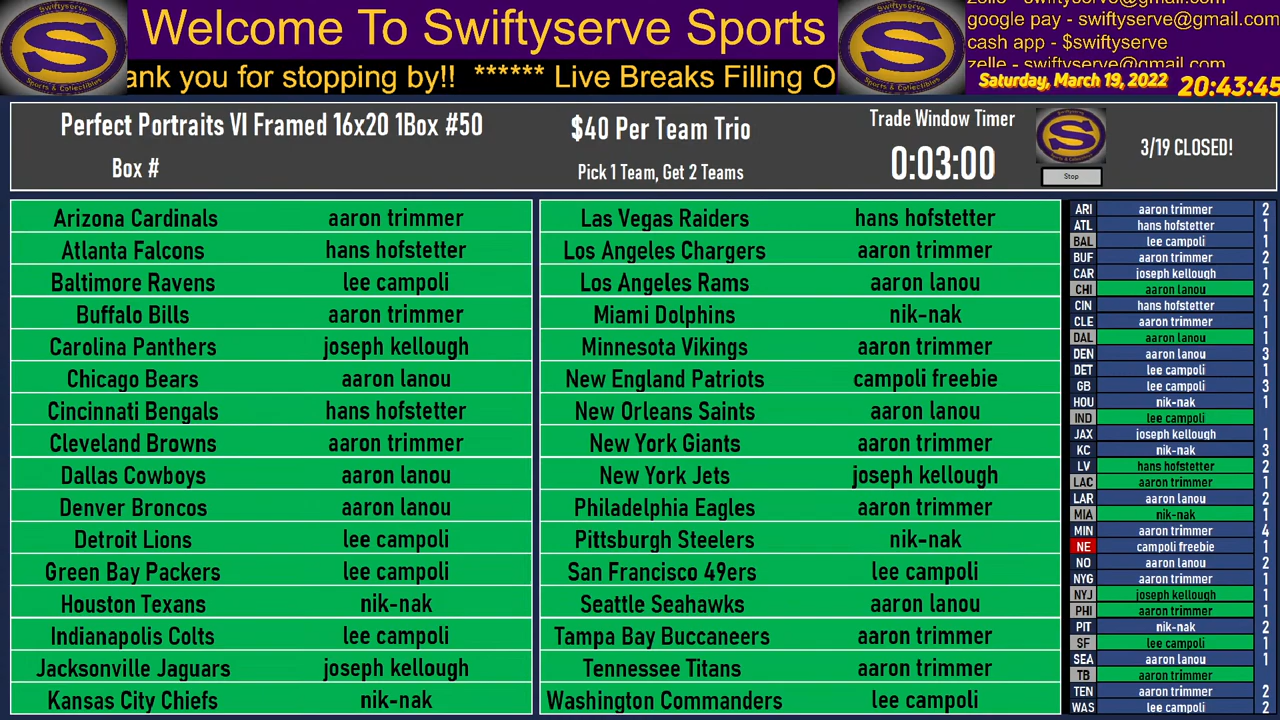 Welcome To Swiftyserve Sports
ank you for stopping by!! ****** Live Breaks Filling O
zelle - swiftyserve@gmail.com
google pay - swiftyserve@gmail.com
cash app - $swiftyserve
zelle - swiftyserve@gmail.com
Saturday, March 19, 2022 20:43:45
Perfect Portraits VI Framed 16x20 1Box #50
Box #
$40 Per Team Trio
Pick 1 Team, Get 2 Teams
Trade Window Timer
0:03:00
Stop
3/19 CLOSED!
Arizona Cardinals aaron trimmer
Atlanta Falcons hans hofstetter
Baltimore Ravens lee campoli
Buffalo Bills aaron trimmer
Carolina Panthers joseph kellough
Chicago Bears aaron lanou
Cincinnati Bengals hans hofstetter
Cleveland Browns aaron trimmer
Dallas Cowboys aaron lanou
Denver Broncos aaron lanou
Detroit Lions lee campoli
Green Bay Packers lee campoli
Houston Texans nik-nak
Indianapolis Colts lee campoli
Jacksonville Jaguars joseph kellough
Kansas City Chiefs nik-nak
Las Vegas Raiders hans hofstetter
Los Angeles Chargers aaron trimmer
Los Angeles Rams aaron lanou
Miami Dolphins nik-nak
Minnesota Vikings aaron trimmer
New England Patriots campoli freebie
New Orleans Saints aaron lanou
New York Giants aaron trimmer
New York Jets joseph kellough
Philadelphia Eagles aaron trimmer
Pittsburgh Steelers nik-nak
San Francisco 49ers lee campoli
Seattle Seahawks aaron lanou
Tampa Bay Buccaneers aaron trimmer
Tennessee Titans aaron trimmer
Washington Commanders lee campoli
ARI aaron trimmer 2
ATL hans hofstetter 1
BAL lee campoli 1
BUF aaron trimmer 2
CAR joseph kellough 1
CHI aaron lanou 2
CIN hans hofstetter 1
CLE aaron trimmer 1
DAL aaron lanou 1
DEN aaron lanou 3
DET lee campoli 1
GB lee campoli 3
HOU nik-nak 1
IND lee campoli
JAX joseph kellough 1
KC nik-nak 3
LV hans hofstetter 2
LAC aaron trimmer 1
LAR aaron lanou 2
MIA nik-nak 1
MIN aaron trimmer 4
NE campoli freebie 1
NO aaron lanou 2
NYG aaron trimmer 1
NYJ joseph kellough 1
PHI aaron trimmer 1
PIT nik-nak 2
SF lee campoli 1
SEA aaron lanou 1
TB aaron trimmer
TEN aaron trimmer 2
WAS lee campoli 2